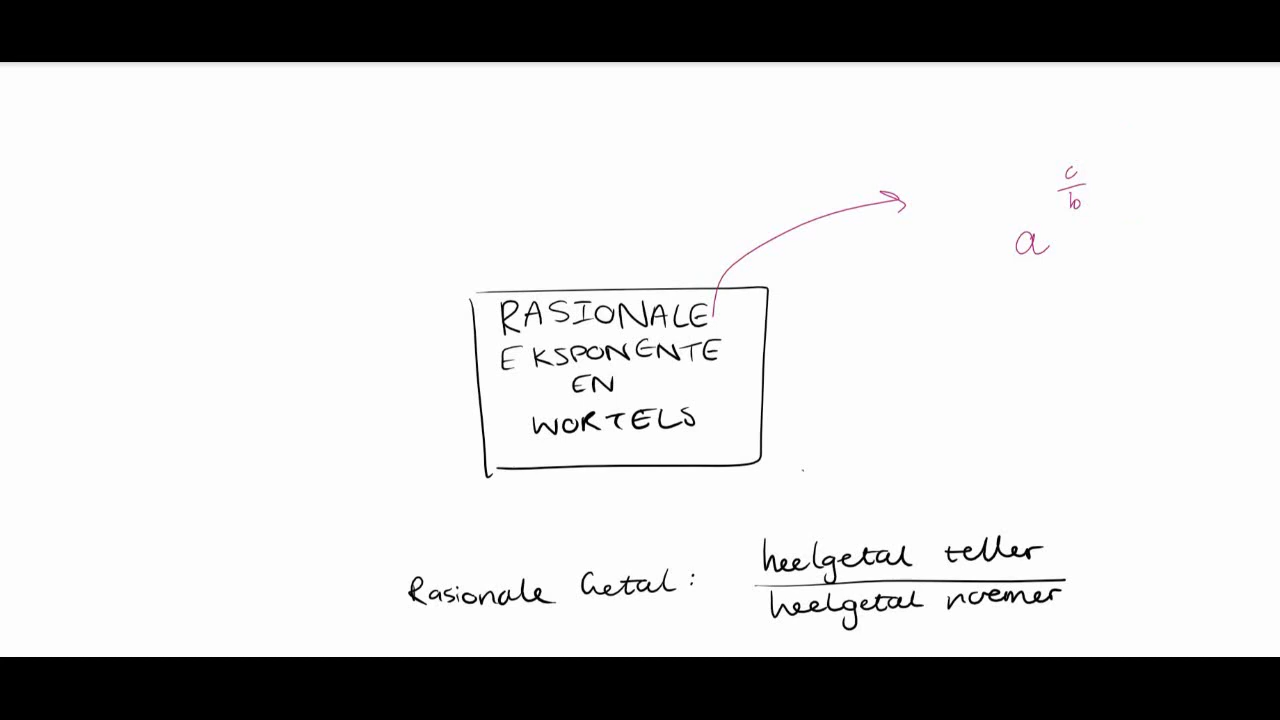 c
b
a
RASIONALE
EKSPONENTE
EN
WORTELS
heelgetal teller
Rasionale Getal:
heelgetal noemer